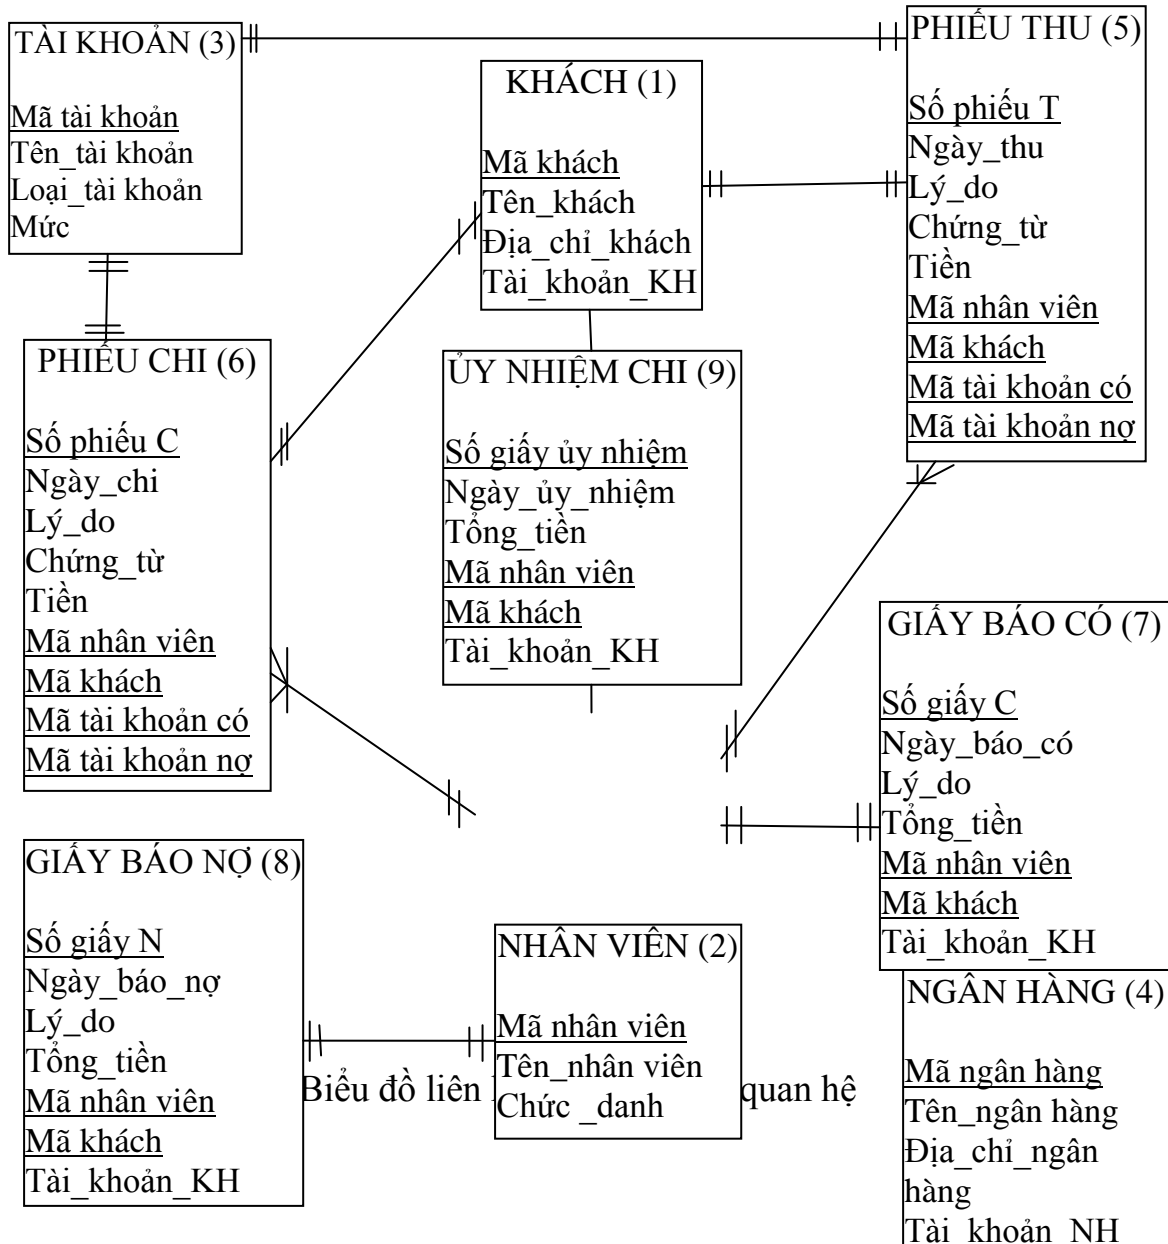 TÀI KHOẢN (3)
Mã tài khoản
Tên_tài khoản
Loại_tài khoản
Mức
KHÁCH (1)
Mã khách
Tên_khách
Địa_chỉ_khách
Tài_khoản_KH
PHIẾU THU (5)
Số phiếu T
Ngày_thu
Lý_do
Chứng_từ
Tiền
Mã nhân viên
Mã khách
Mã tài khoản có
Mã tài khoản nợ
PHIẾU CHI (6)
Số phiếu C
Ngày_chi
Lý_do
Chứng_từ
Tiền
Mã nhân viên
Mã khách
Mã tài khoản có
Mã tài khoản nợ
ỦY NHIỆM CHI (9)
Số giấy ủy nhiệm
Ngày_ủy_nhiệm
Tổng_tiền
Mã nhân viên
Mã khách
Tài_khoản_KH
GIẤY BÁO CÓ (7)
Số giấy C
Ngày_báo_có
Lý_do
Tổng_tiền
Mã nhân viên
Mã khách
Tài_khoản_KH
GIẤY BÁO NỢ (8)
Số giấy N
Ngày_báo_nợ
Lý_do
Tổng_tiền
Mã nhân viên
Mã khách
Tài_khoản_KH
NHÂN VIÊN (2)
Mã nhân viên
Tên_nhân viên
Chức _danh
NGÂN HÀNG (4)
Mã ngân hàng
Tên_ngân hàng
Địa_chỉ_ngân
hàng
Tài_khoản_NH
Biểu đồ liên quan hệ